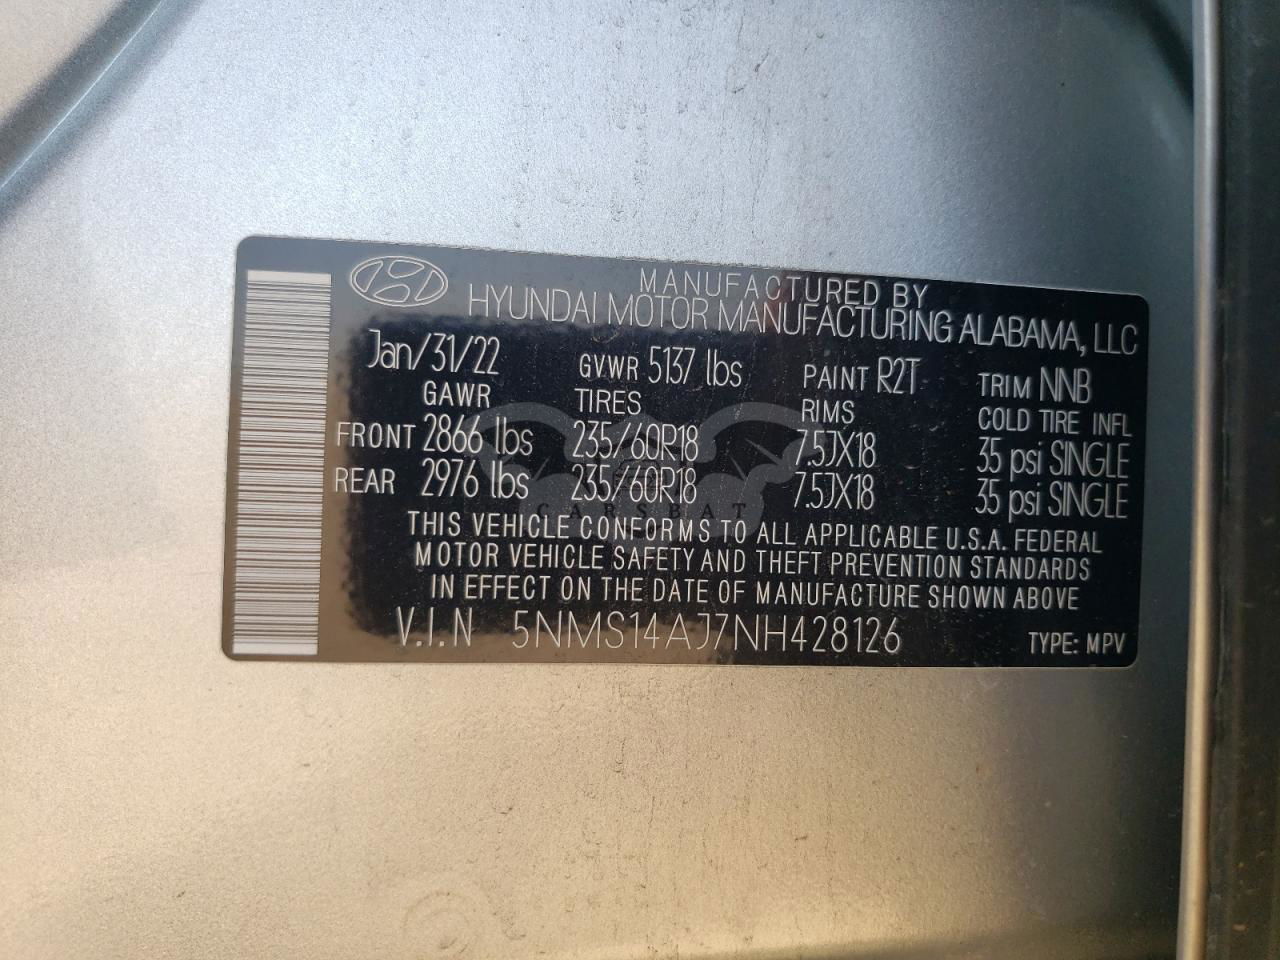 MANUFACTURED BY
HYUNDAI MOTOR MANUFACTURING ALABAMA, LLC
Jan/31/22 GVWR 5137 lbs PAINT R2T TRIM NNB
GAWR TIRES RIMS COLD TIRE INFL
FRONT 2866 lbs 235/60R18 7.5JX18 35 psi SINGLE
REAR 2976 lbs 235/60R18 7.5JX18 35 psi SINGLE
CARSBAT
THIS VEHICLE CONFORMS TO ALL APPLICABLE U.S.A. FEDERAL
MOTOR VEHICLE SAFETY AND THEFT PREVENTION STANDARDS
IN EFFECT ON THE DATE OF MANUFACTURE SHOWN ABOVE
V.I.N 5NMS14AJ7NH428126 TYPE: MPV